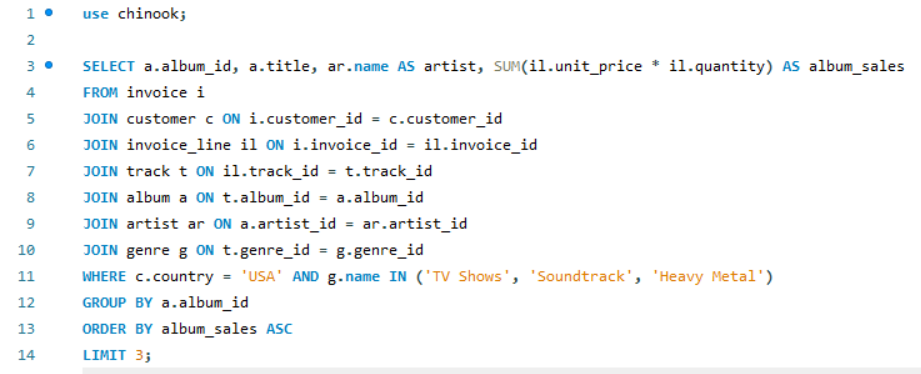 1 use chinook;
2
3 SELECT a.album_id, a.title, ar.name AS artist, SUM(il.unit_price * il.quantity) AS album_sales
4 FROM invoice i
5 JOIN customer c ON i.customer_id = c.customer_id
6 JOIN invoice_line il ON i.invoice_id = il.invoice_id
7 JOIN track t ON il.track_id = t.track_id
8 JOIN album a ON t.album_id = a.album_id
9 JOIN artist ar ON a.artist_id = ar.artist_id
10 JOIN genre g ON t.genre_id = g.genre_id
11 WHERE c.country = 'USA' AND g.name IN ('TV Shows', 'Soundtrack', 'Heavy Metal')
12 GROUP BY a.album_id
13 ORDER BY album_sales ASC
14 LIMIT 3;